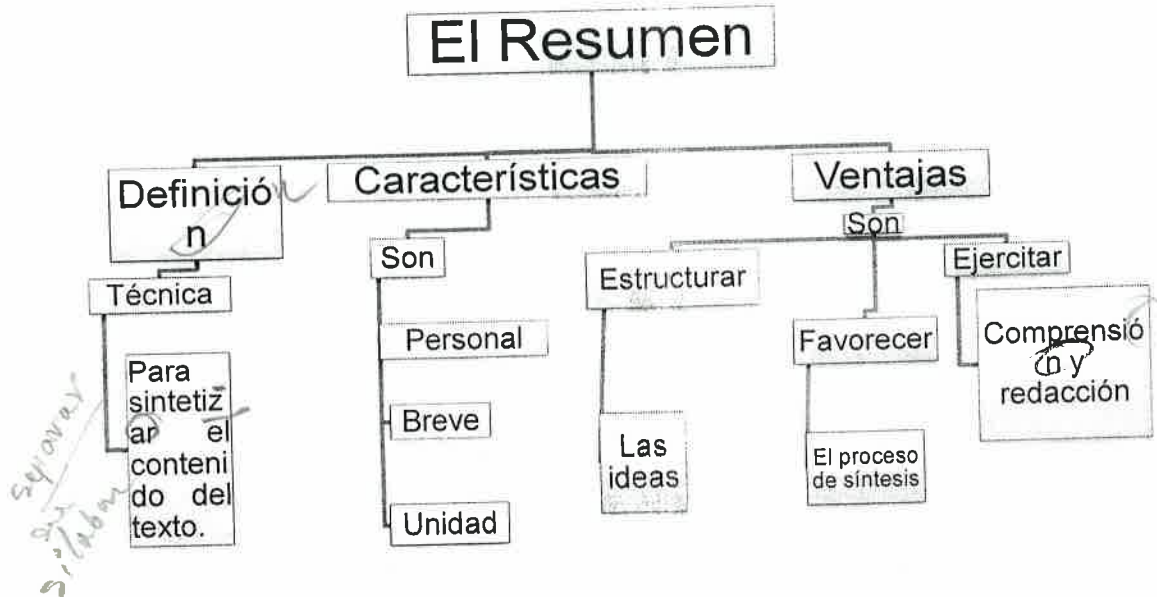 El Resumen
Definició
n
n
Características
Ventajas
Son
Técnica
Son
Estructurar
Ejercitar
Para
sintetiz
ar el
conteni
do del
texto.
Personal
Breve
Unidad
Las
ideas
Favorecer
El proceso
de síntesis
Comprensió
n y
redacción
separar
sílabas